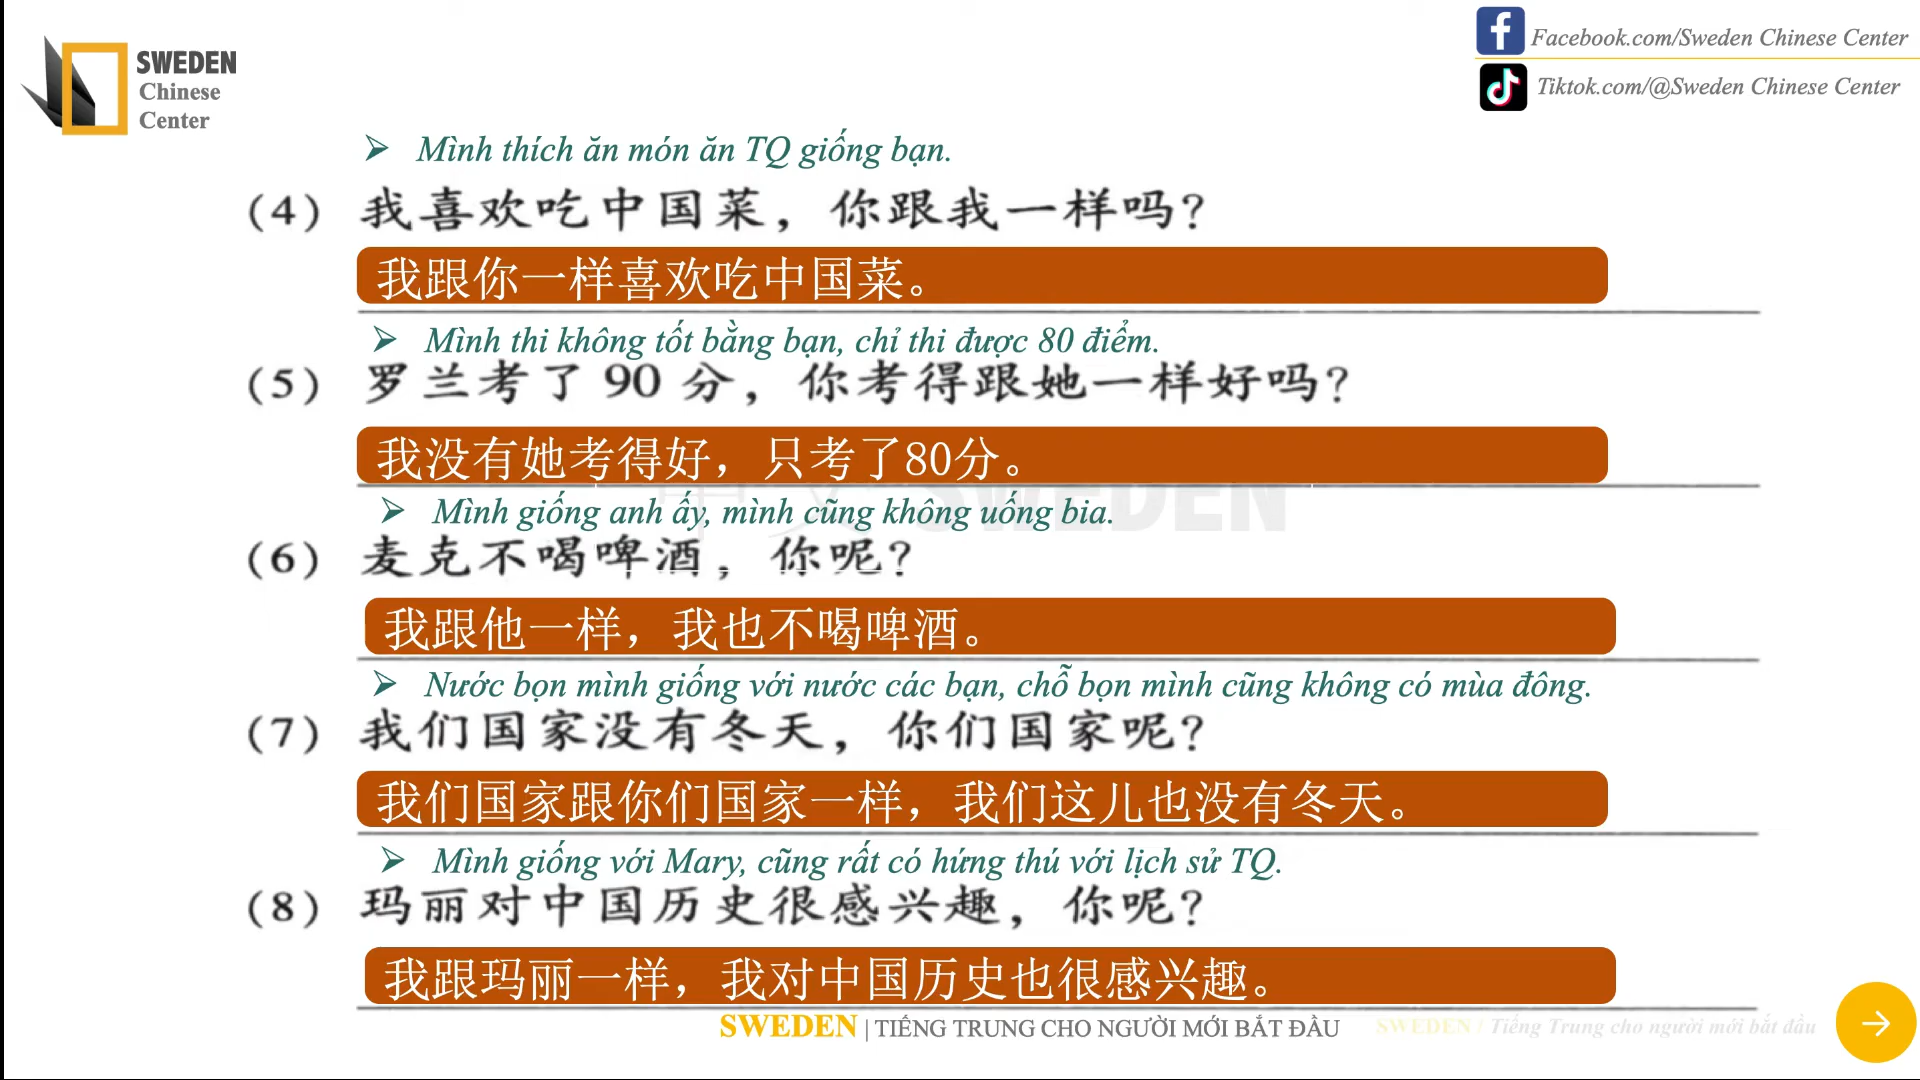 SWEDEN
Chinese
Center
Facebook.com/Sweden Chinese Center
Tiktok.com/@Sweden Chinese Center
Mình thích ăn món ăn TQ giống bạn.
(4) 我喜欢吃中国菜，你跟我一样吗？
我跟你一样喜欢吃中国菜。
Mình thi không tốt bằng bạn, chỉ thi được 80 điểm.
(5) 罗兰考了 90 分，你考得跟她一样好吗？
我没有她考得好，只考了80分。
Mình giống anh ấy, mình cũng không uống bia.
(6) 麦克不喝啤酒，你呢？
我跟他一样，我也不喝啤酒。
Nước bọn mình giống với nước các bạn, chỗ bọn mình cũng không có mùa đông.
(7) 我们国家没有冬天，你们国家呢？
我们国家跟你们国家一样，我们这儿也没有冬天。
Mình giống với Mary, cũng rất có hứng thú với lịch sử TQ.
(8) 玛丽对中国历史很感兴趣，你呢？
我跟玛丽一样，我对中国历史也很感兴趣。
SWEDEN | TIẾNG TRUNG CHO NGƯỜI MỚI BẮT ĐẦU
SWEDEN | Tiếng Trung cho người mới bắt đầu